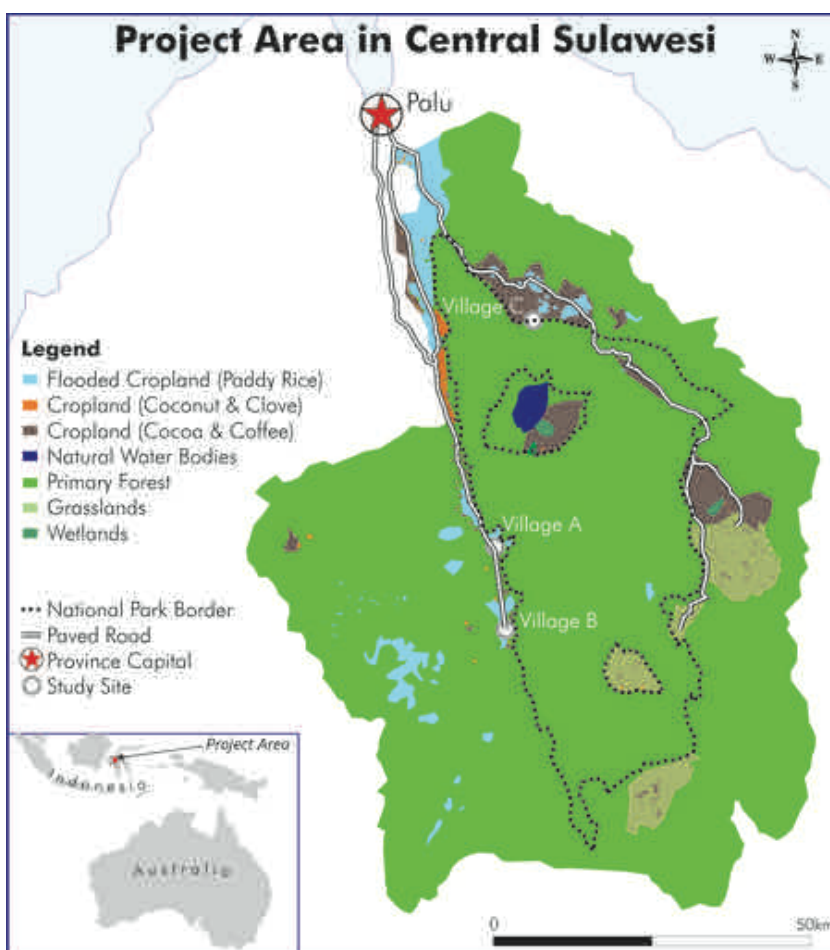 Project Area in Central Sulawesi
N
W E
S
Palu
Village C
Legend
Flooded Cropland (Paddy Rice)
Cropland (Coconut & Clove)
Cropland (Cocoa & Coffee)
Natural Water Bodies
Primary Forest
Grasslands
Wetlands
Village A
National Park Border
Paved Road
Province Capital
Study Site
Village B
Project Area
Indonesia
Australia
0 50km